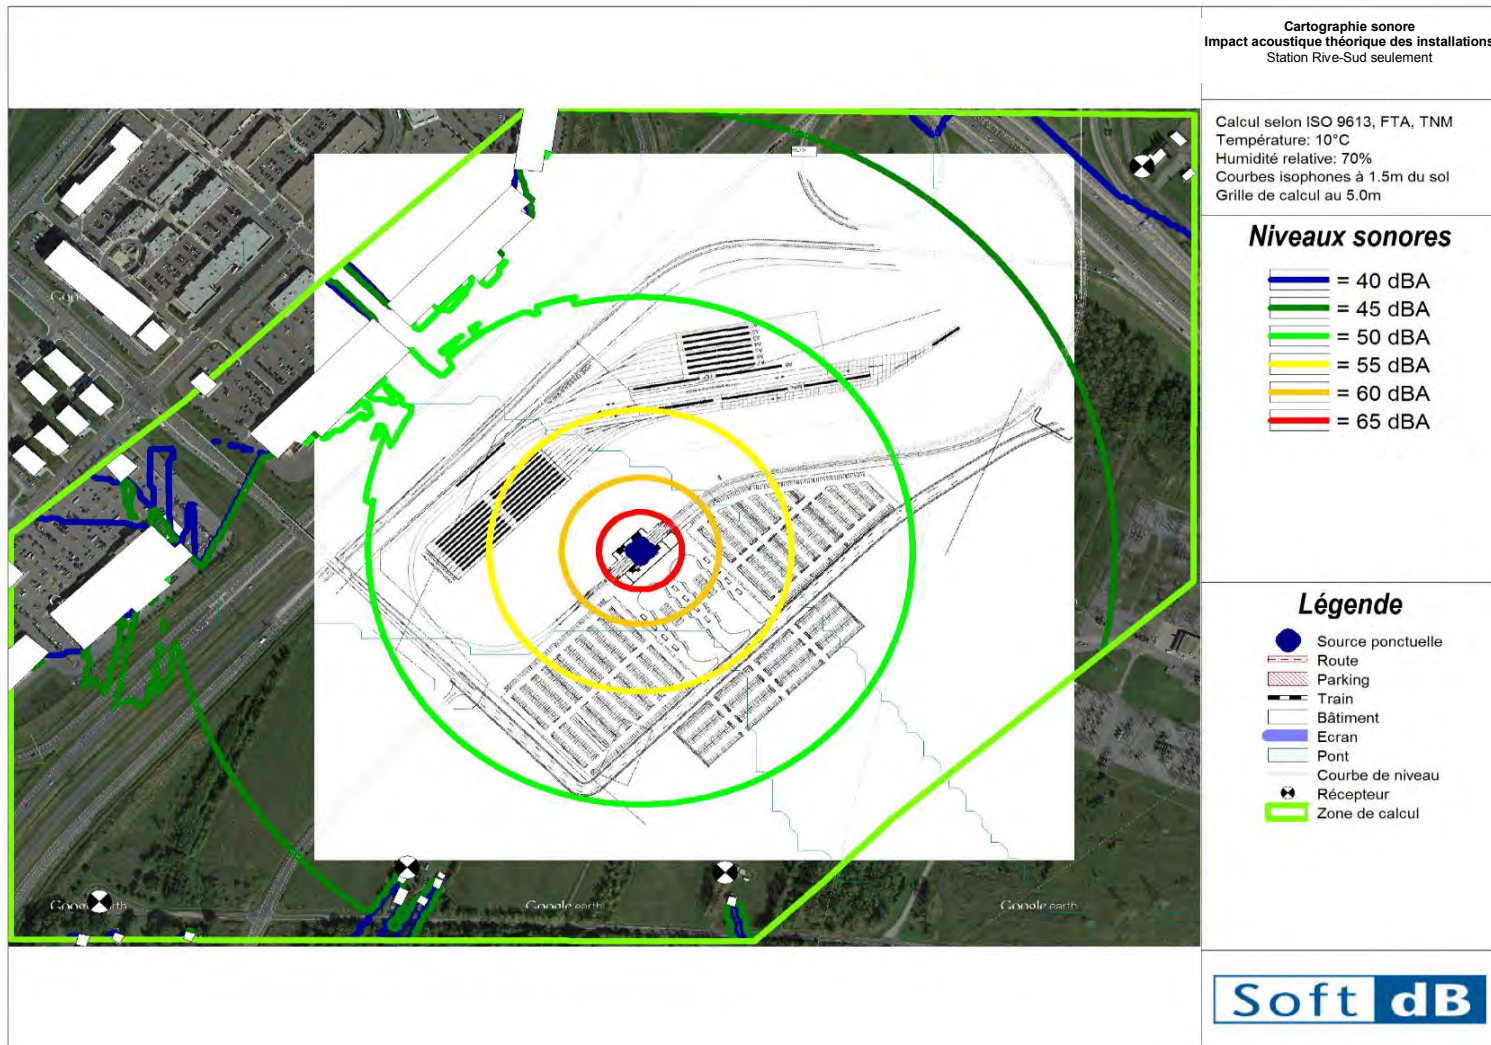 Cartographie sonore
Impact acoustique théorique des installations
Station Rive-Sud seulement
Calcul selon ISO 9613, FTA, TNM
Température: 10°C
Humidité relative: 70%
Courbes isophones à 1.5m du sol
Grille de calcul au 5.0m
Niveaux sonores
= 40 dBA
= 45 dBA
= 50 dBA
= 55 dBA
= 60 dBA
= 65 dBA
Légende
Source ponctuelle
Route
Parking
Train
Bâtiment
Ecran
Pont
Courbe de niveau
Récepteur
Zone de calcul
Google earth
Google earth
Soft dB